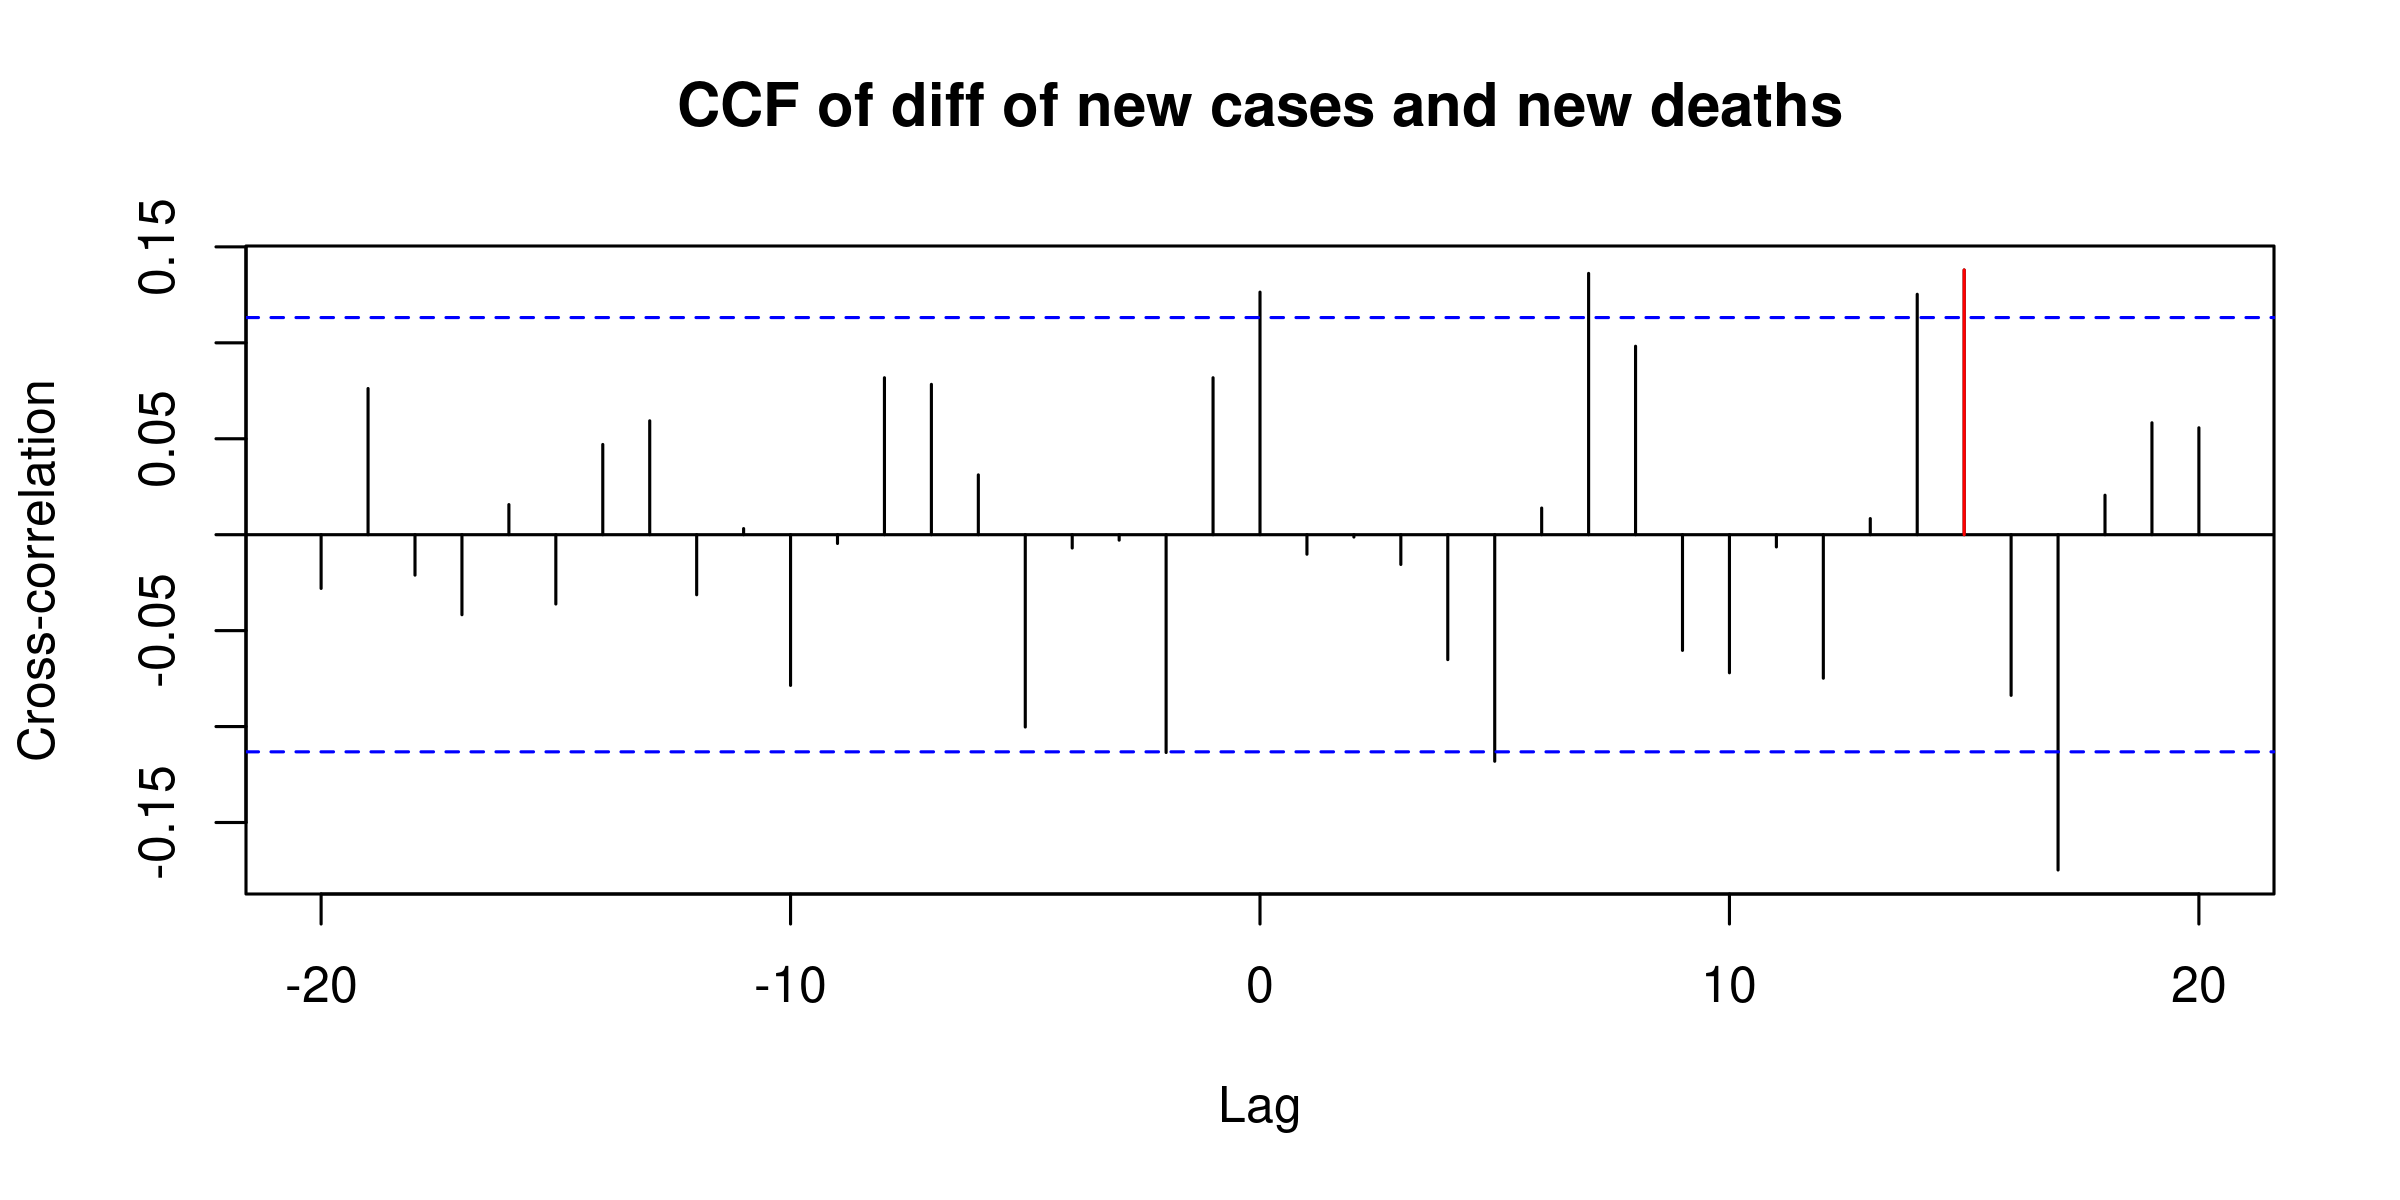 CCF of diff of new cases and new deaths
Cross-correlation
0.15
0.05
-0.05
-0.15
-20 -10 0 10 20
Lag